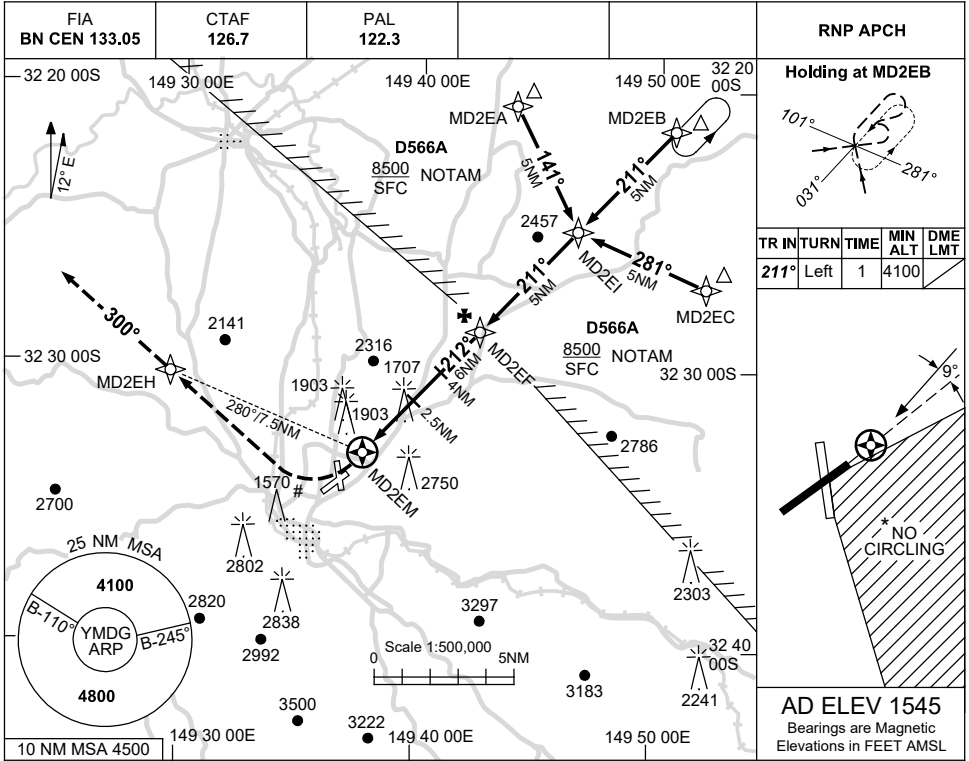 FIA
BN CEN 133.05
CTAF
126.7
PAL
122.3
RNP APCH
32 20 00S
149 30 00E
149 40 00E
149 50 00E
32 20
00S
12° E
MD2EA
MD2EB
D566A
8500
SFC
NOTAM
141°
5NM
211°
5NM
2457
MD2EI
281°
5NM
MD2EC
211°
5NM
D566A
8500
SFC
NOTAM
MD2EF
212°
6NM
4NM
2.5NM
300°
2141
2316
1707
32 30 00S
32 30 00S
MD2EH
1903
1903
280°/7.5NM
2786
MD2EM
2750
1570
#
2700
2802
2838
2303
25 NM MSA
4100
B-110°
YMDG
ARP
B-245°
4800
2820
2992
3297
Scale 1:500,000
0
5NM
32 40
00S
2241
3183
3500
3222
149 30 00E
149 40 00E
149 50 00E
10 NM MSA 4500
Holding at MD2EB
101°
031°
281°
TR IN
TURN
TIME
MIN
ALT
DME
LMT
211°
Left
1
4100
9°
*NO
CIRCLING
AD ELEV 1545
Bearings are Magnetic
Elevations in FEET AMSL